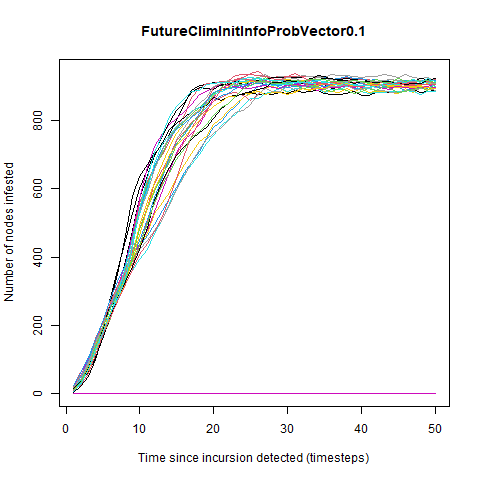 FutureClimInitInfoProbVector0.1
Number of nodes infested
800
600
400
200
0
0 10 20 30 40 50
Time since incursion detected (timesteps)